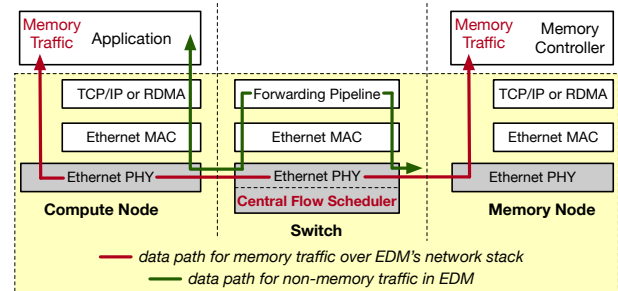 Memory
Traffic
Application
TCP/IP or RDMA
Ethernet MAC
Ethernet PHY
Compute Node
Forwarding Pipeline
Ethernet MAC
Ethernet PHY
Central Flow Scheduler
Switch
Memory
Traffic
Memory
Controller
TCP/IP or RDMA
Ethernet MAC
Ethernet PHY
Memory Node
data path for memory traffic over EDM's network stack
data path for non-memory traffic in EDM